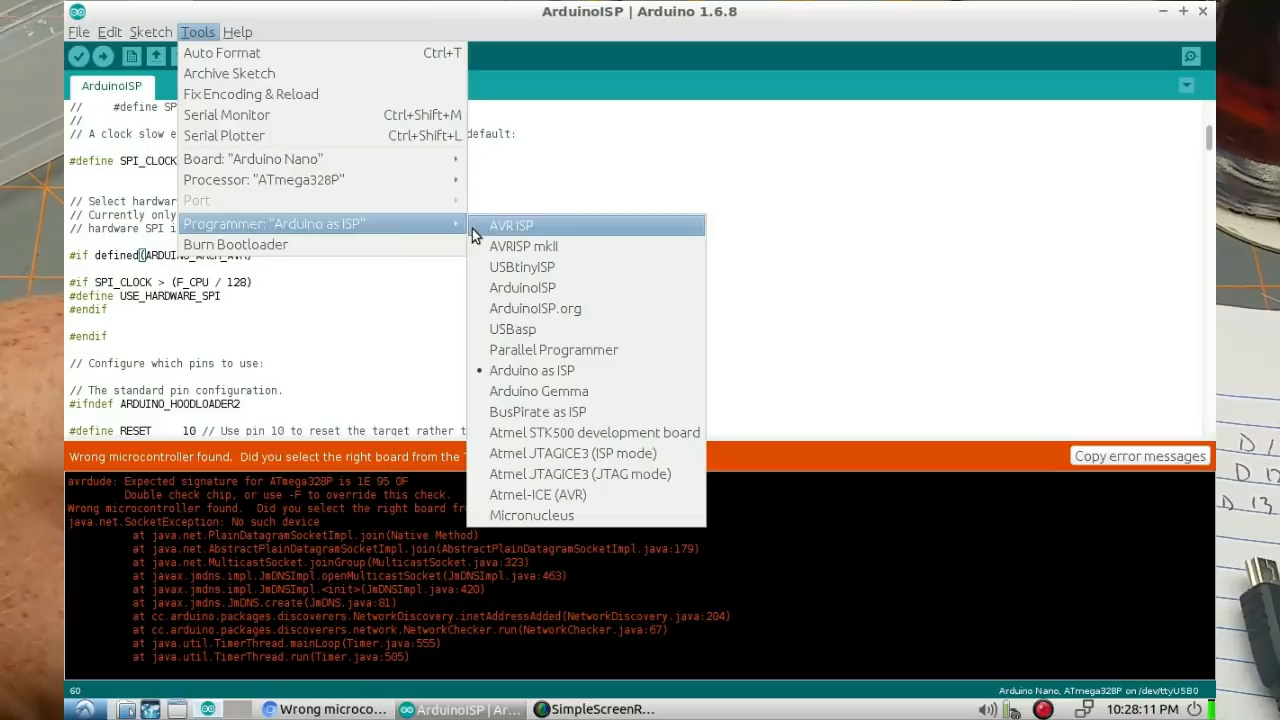 ArduinoISP | Arduino 1.6.8
File Edit Sketch Tools Help
Auto Format Ctrl+T
Archive Sketch
Fix Encoding & Reload
Serial Monitor Ctrl+Shift+M
Serial Plotter Ctrl+Shift+L
Board: "Arduino Nano"
Processor: "ATmega328P"
Port
Programmer: "Arduino as ISP"
Burn Bootloader
AVR ISP
AVRISP mkII
USBtinyISP
ArduinoISP
ArduinoISP.org
USBasp
Parallel Programmer
Arduino as ISP
Arduino Gemma
BusPirate as ISP
Atmel STK500 development board
Atmel JTAGICE3 (ISP mode)
Atmel JTAGICE3 (JTAG mode)
Atmel-ICE (AVR)
Micronucleus
ArduinoISP
// #define SP
//
// A clock slow e default:
#define SPI_CLOCK
// Select hardwar
// Currently only
// hardware SPI i
#if defined(ARDUINO_ARCH_AVR)
#if SPI_CLOCK > (F_CPU / 128)
#define USE_HARDWARE_SPI
#endif
#endif
// Configure which pins to use:
// The standard pin configuration.
#ifndef ARDUINO_HOODLOADER2
#define RESET 10 // Use pin 10 to reset the target rather t
Wrong microcontroller found. Did you select the right board from the T
Copy error messages
avrdude: Expected signature for ATmega328P is 1E 95 0F
Double check chip, or use -F to override this check.
Wrong microcontroller found. Did you select the right board from
java.net.SocketException: No such device
at java.net.PlainDatagramSocketImpl.join(Native Method)
at java.net.AbstractPlainDatagramSocketImpl.join(AbstractPlainDatagramSocketImpl.java:179)
at java.net.MulticastSocket.joinGroup(MulticastSocket.java:323)
at javax.jmdns.impl.JmDNSImpl.openMulticastSocket(JmDNSImpl.java:463)
at javax.jmdns.impl.JmDNSImpl.<init>(JmDNSImpl.java:420)
at javax.jmdns.JmDNS.create(JmDNS.java:81)
at cc.arduino.packages.discoverers.NetworkDiscovery.inetAddressAdded(NetworkDiscovery.java:204)
at cc.arduino.packages.discoverers.network.NetworkChecker.run(NetworkChecker.java:67)
at java.util.TimerThread.mainLoop(Timer.java:555)
at java.util.TimerThread.run(Timer.java:505)
60 Arduino Nano, ATmega328P on /dev/ttyUSB0
Wrong microco... ArduinoISP | Ar... SimpleScreenR... 10:28:11 PM
D 1
D 12
D 13